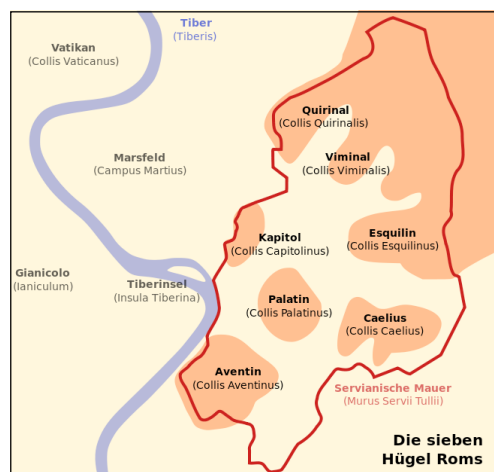 Tiber
(Tiberis)
Vatikan
(Collis Vaticanus)
Quirinal
(Collis Quirinalis)
Marsfeld
(Campus Martius)
Viminal
(Collis Viminalis)
Kapitol
(Collis Capitolinus)
Esquilin
(Collis Esquilinus)
Gianicolo
(Ianiculum)
Tiberinsel
(Insula Tiberina)
Palatin
(Collis Palatinus)
Caelius
(Collis Caelius)
Aventin
(Collis Aventinus)
Servianische Mauer
(Murus Servii Tullii)
Die sieben
Hügel Roms